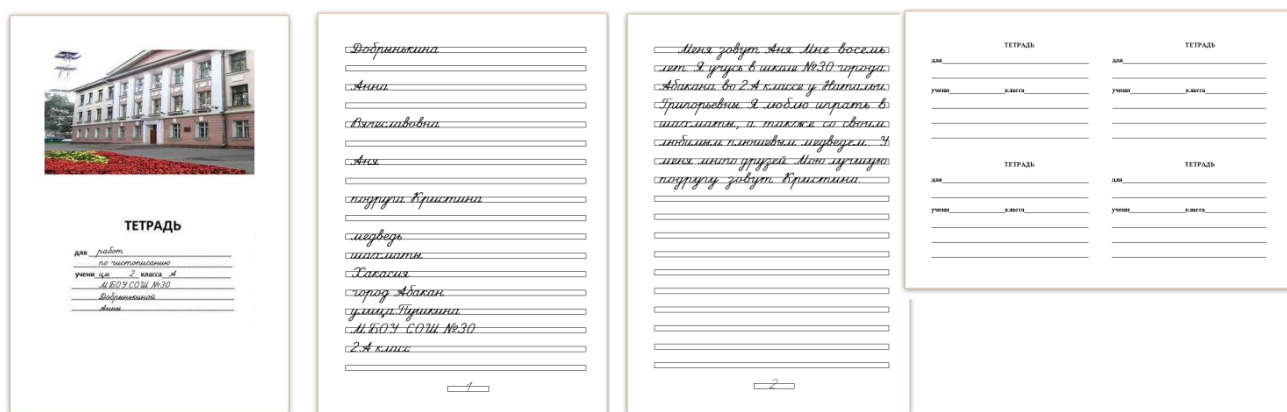 ТЕТРАДЬ
для работ
по чистописанию
учени цы 2 класса А
МБОУ СОШ №30
Добрынькиной
Анны
Добрынькина
Анна
Вячеславовна
Аня
подруга Кристина
медведь
шахматы
Хакасия
город Абакан
улица Пушкина
МБОУ СОШ №30
2 А класс
1
Меня зовут Аня Мне восемь
лет. Я учусь в школе №30 города
Абакана во 2 А классе у Натальи
Григорьевны. Я люблю играть в
шахматы, а также со своим
любимым плюшевым медведем. У
меня много друзей. Мою лучшую
подругу зовут Кристина.
2
ТЕТРАДЬ
для
учени класса
ТЕТРАДЬ
для
учени класса
ТЕТРАДЬ
для
учени класса
ТЕТРАДЬ
для
учени класса